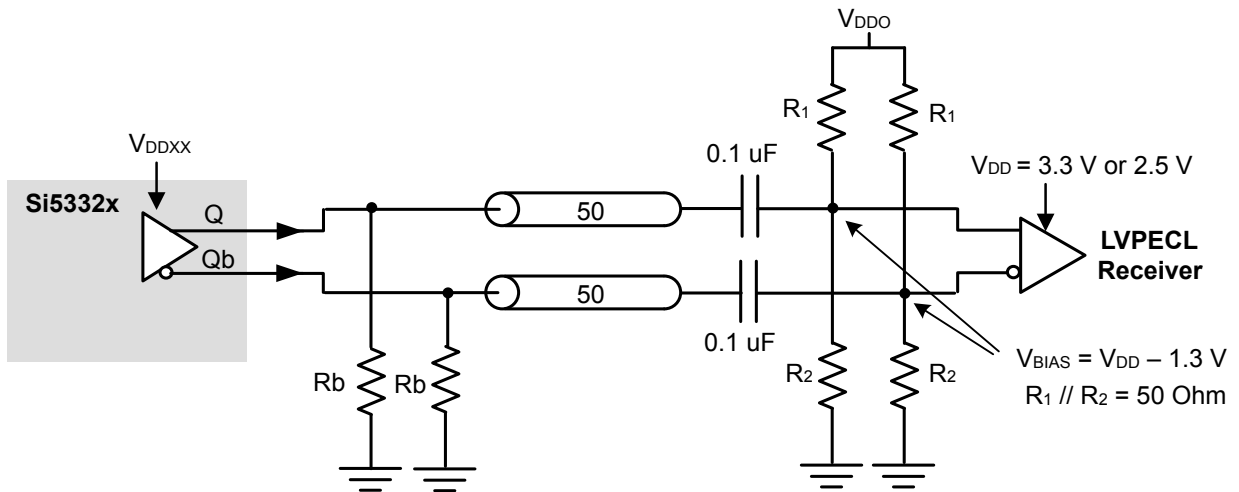 VDDO
R1
R1
VDDXX
0.1 uF
VDD = 3.3 V or 2.5 V
Si5332x
Q
50
LVPECL
Receiver
Qb
50
0.1 uF
VBIAS = VDD – 1.3 V
Rb
Rb
R2
R2
R1 // R2 = 50 Ohm